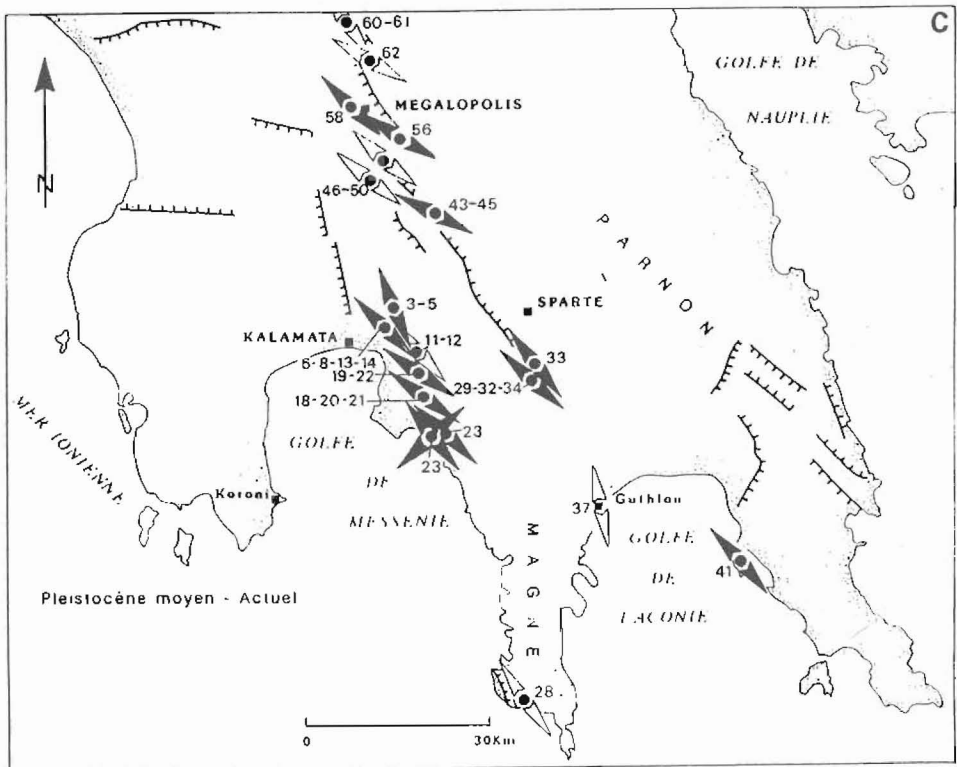 C
60-61
62
GOLFE DE
NAUPLIE
MEGALOPOLIS
58
56
N
46-50
43-45
PARNON
3-5
SPARTE
KALAMATA
11-12
6-8-13-14
33
19-22
29-32-34
18-20-21
MER IONIENNE
GOLFE
23
23
DE
Koroni
MESSENIE
37
Guthion
MAGNE
GOLFE
DE
LACONIE
41
Pleistocène moyen - Actuel
28
0
30Km